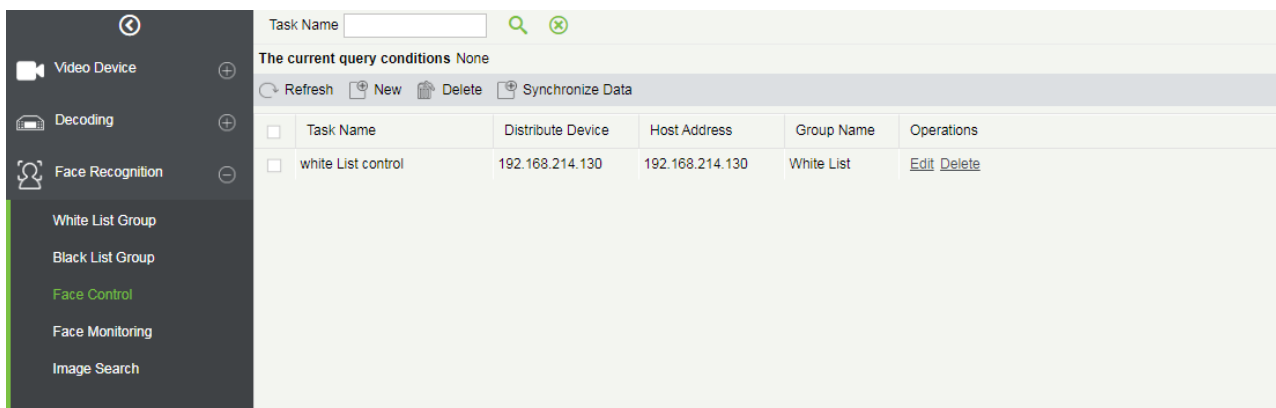 Task Name
The current query conditions None
Refresh New Delete Synchronize Data
Task Name Distribute Device Host Address Group Name Operations
white List control 192.168.214.130 192.168.214.130 White List Edit Delete
Video Device
Decoding
Face Recognition
White List Group
Black List Group
Face Control
Face Monitoring
Image Search